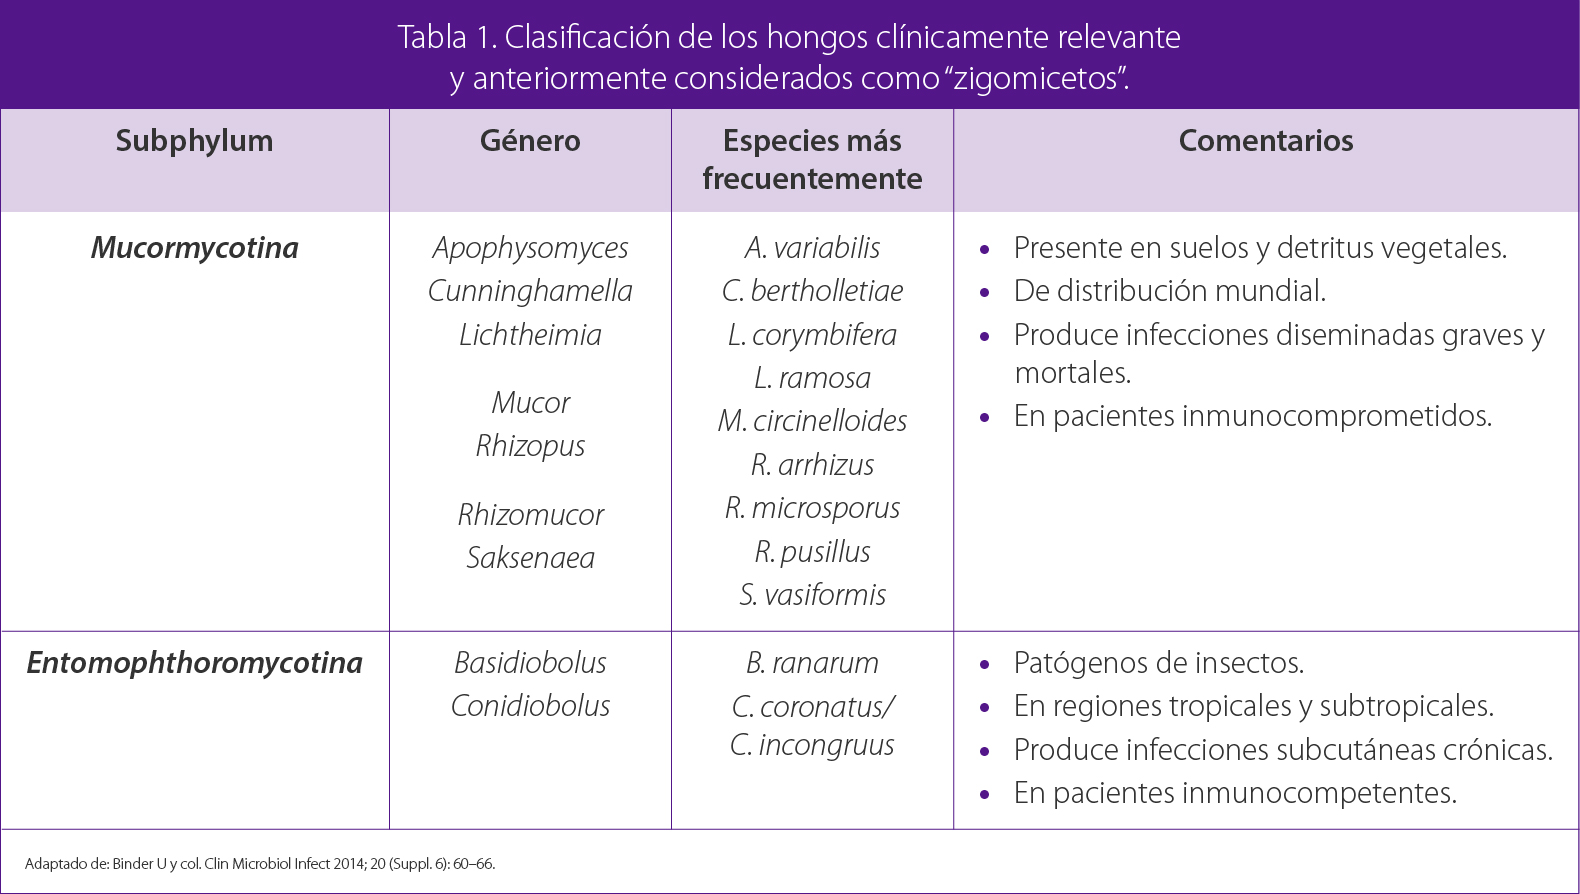 Tabla 1. Clasificación de los hongos clínicamente relevante
y anteriormente considerados como “zigomicetos”.
Subphylum
Género
Especies más
frecuentemente
Comentarios
Mucormycotina
Apophysomyces
Cunninghamella
Lichtheimia
Mucor
Rhizopus
Rhizomucor
Saksenaea
A. variabilis
C. bertholletiae
L. corymbifera
L. ramosa
M. circinelloides
R. arrhizus
R. microsporus
R. pusillus
S. vasiformis
• Presente en suelos y detritus vegetales.
• De distribución mundial.
• Produce infecciones diseminadas graves y
mortales.
• En pacientes inmunocomprometidos.
Entomophthoromycotina
Basidiobolus
Conidiobolus
B. ranarum
C. coronatus/
C. incongruus
• Patógenos de insectos.
• En regiones tropicales y subtropicales.
• Produce infecciones subcutáneas crónicas.
• En pacientes inmunocompetentes.
Adaptado de: Binder U y col. Clin Microbiol Infect 2014; 20 (Suppl. 6): 60–66.